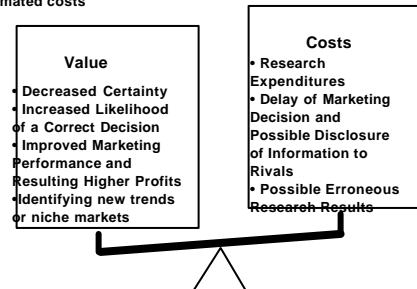 mated costs
Value
• Decreased Certainty
• Increased Likelihood
of a Correct Decision
• Improved Marketing
Performance and
Resulting Higher Profits
•Identifying new trends
or niche markets
Costs
• Research
Expenditures
• Delay of Marketing
Decision and
Possible Disclosure
of Information to
Rivals
• Possible Erroneous
Research Results